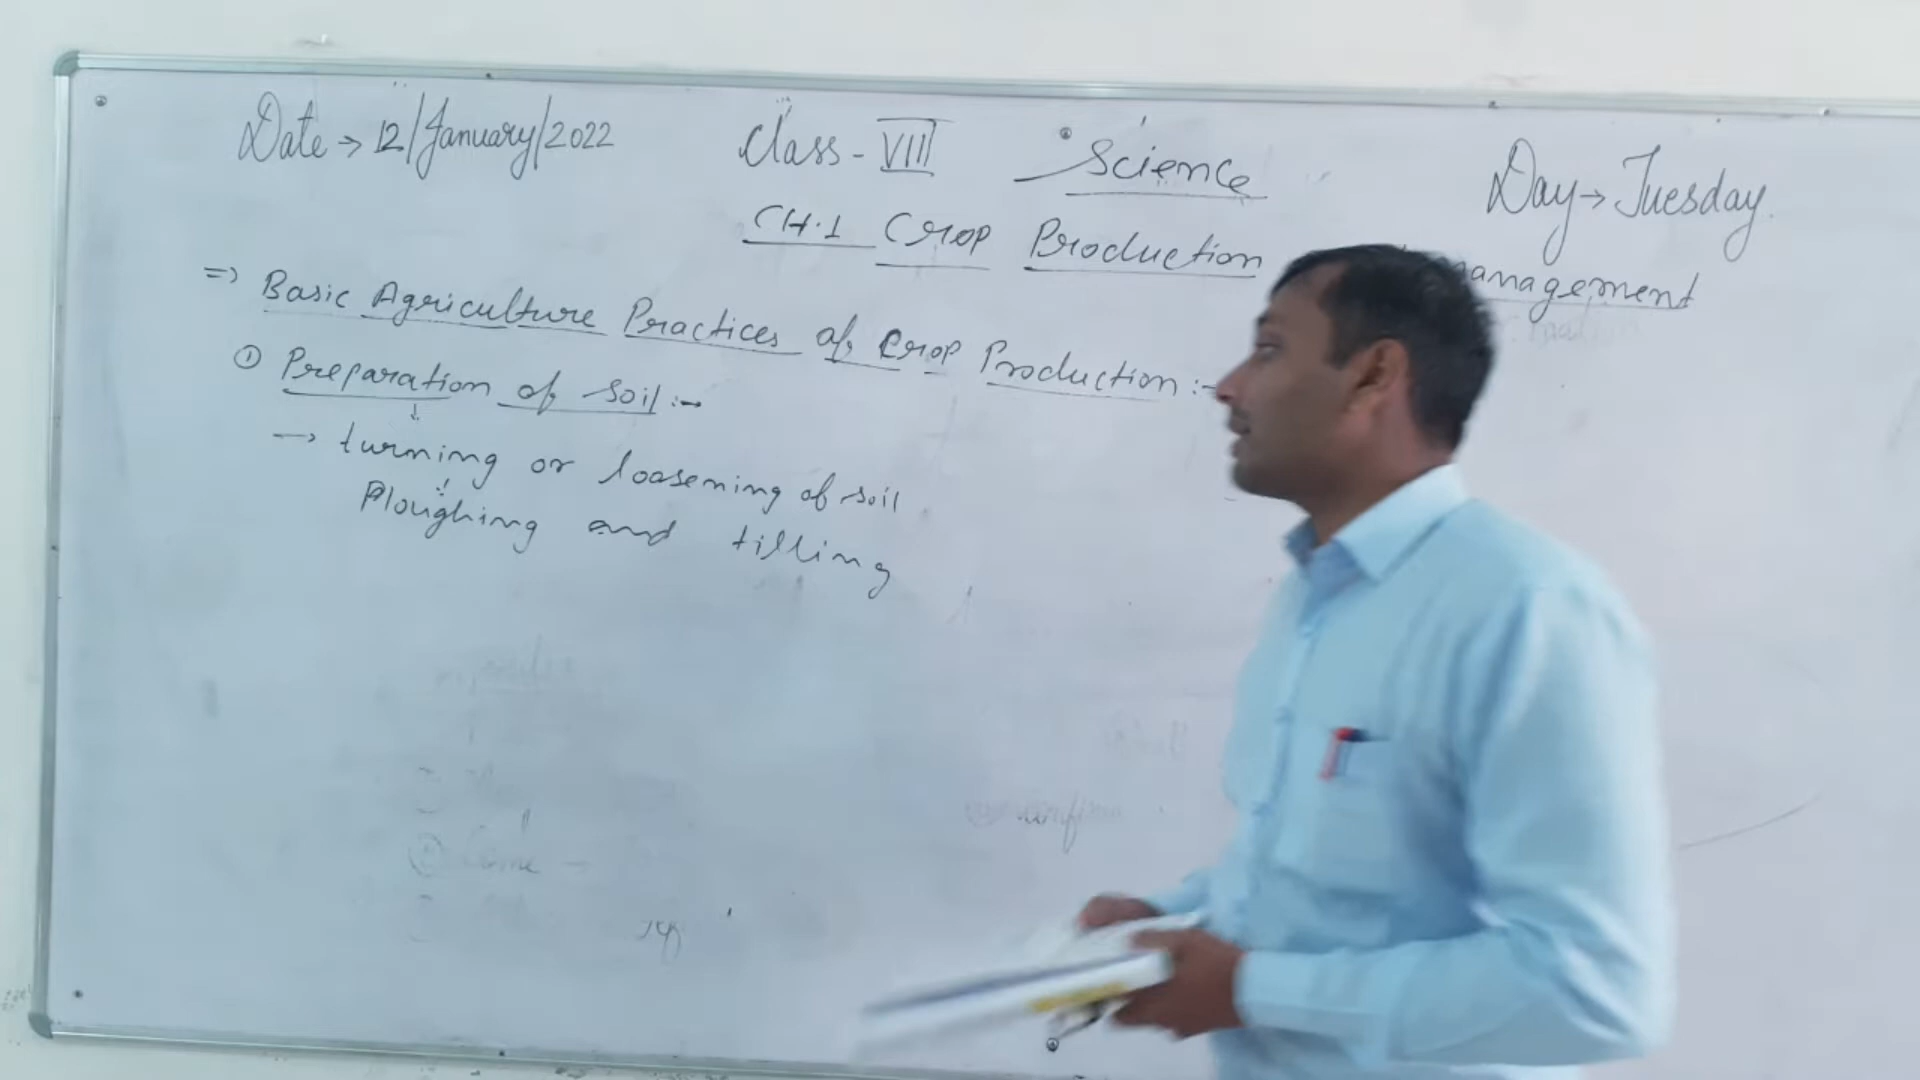 Date → 12/January/2022 Class - VIII Science Day → Tuesday.
CH.1 Crop Production management
⇒ Basic Agriculture Practices of Crop Production :-
① Preparation of soil :→
→ turning or loosening of soil
Ploughing and tilling